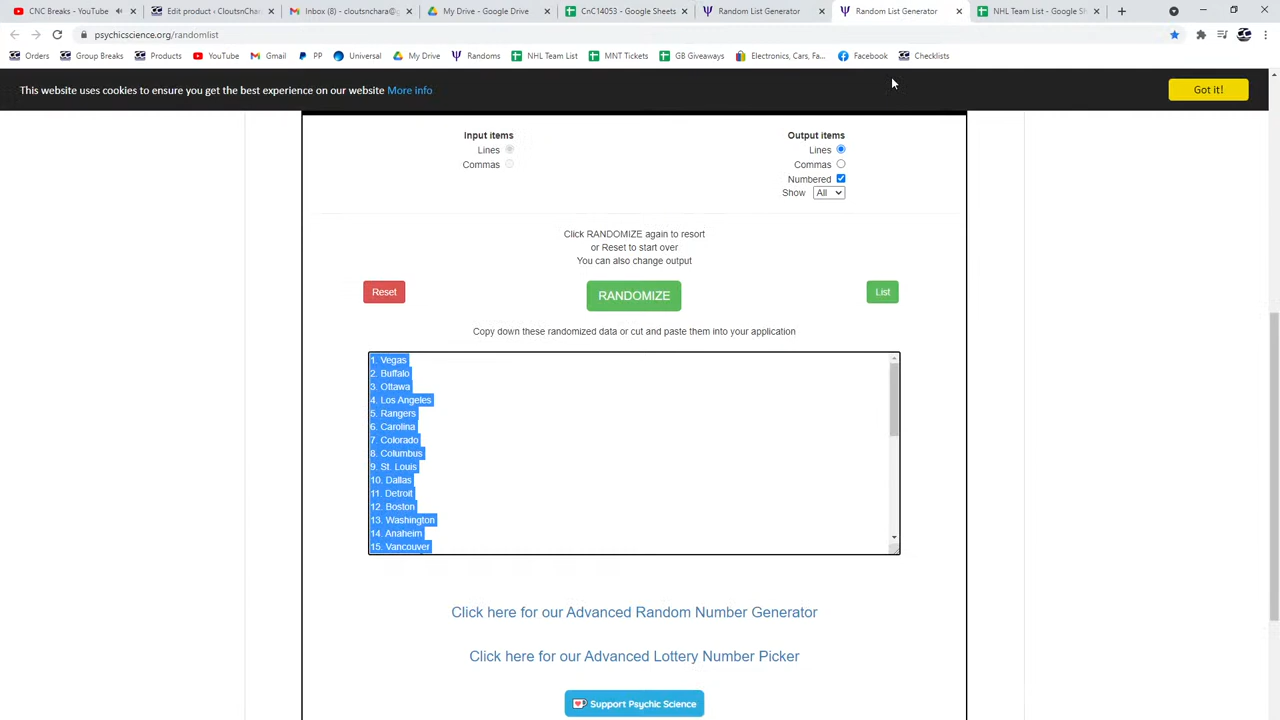 CNC Breaks - YouTube
Edit product · CloutsnChara
Inbox (8) - cloutsnchara@g
My Drive - Google Drive
CnC14053 - Google Sheets
Random List Generator
Random List Generator
NHL Team List - Google Sh
psychicscience.org/randomlist
Orders
Group Breaks
Products
YouTube
Gmail
PP
Universal
My Drive
Randoms
NHL Team List
MNT Tickets
GB Giveaways
Electronics, Cars, Fa...
Facebook
Checklists
This website uses cookies to ensure you get the best experience on our website More info
Got it!
Input items
Lines
Commas
Output items
Lines
Commas
Numbered
Show All
Click RANDOMIZE again to resort
or Reset to start over
You can also change output
Reset
RANDOMIZE
List
Copy down these randomized data or cut and paste them into your application
1. Vegas
2. Buffalo
3. Ottawa
4. Los Angeles
5. Rangers
6. Carolina
7. Colorado
8. Columbus
9. St. Louis
10. Dallas
11. Detroit
12. Boston
13. Washington
14. Anaheim
15. Vancouver
Click here for our Advanced Random Number Generator
Click here for our Advanced Lottery Number Picker
Support Psychic Science